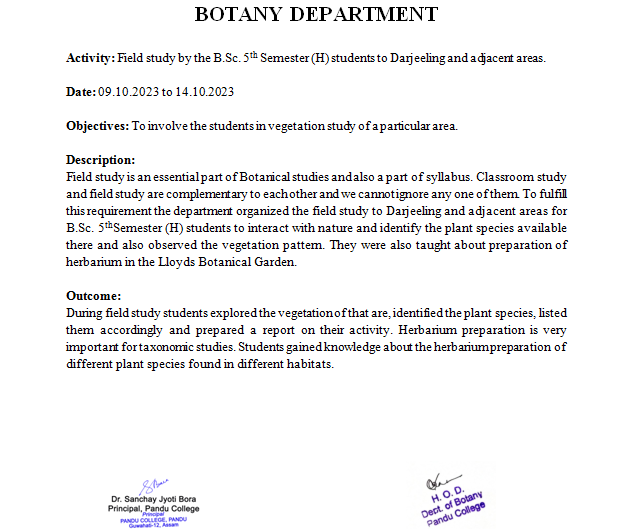 BOTANY DEPARTMENT
Activity: Field study by the B.Sc. 5th Semester (H) students to Darjeeling and adjacent areas.
Date: 09.10.2023 to 14.10.2023
Objectives: To involve the students in vegetation study of a particular area.
Description:
Field study is an essential part of Botanical studies and also a part of syllabus. Classroom study
and field study are complementary to each other and we cannot ignore any one of them. To fulfill
this requirement the department organized the field study to Darjeeling and adjacent areas for
B.Sc. 5th Semester (H) students to interact with nature and identify the plant species available
there and also observed the vegetation pattern. They were also taught about preparation of
herbarium in the Lloyds Botanical Garden.
Outcome:
During field study students explored the vegetation of that are, identified the plant species, listed
them accordingly and prepared a report on their activity. Herbarium preparation is very
important for taxonomic studies. Students gained knowledge about the herbarium preparation of
different plant species found in different habitats.
Dr. Sanchay Jyoti Bora
Principal, Pandu College
Principal
PANDU COLLEGE, PANDU
Guwahati-12, Assam
H. O. D.
Dept. of Botany
Pandu College